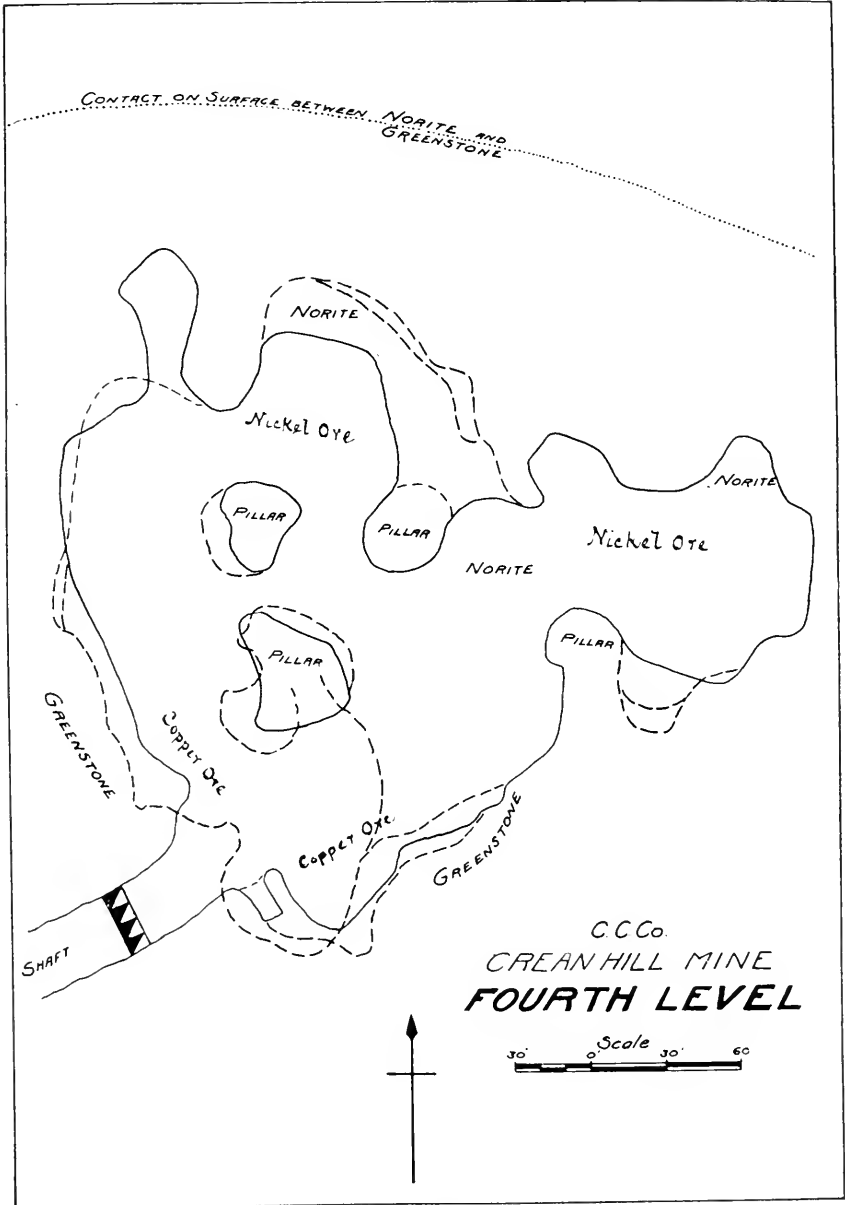 CONTACT ON SURFACE BETWEEN NORITE AND
GREENSTONE
NORITE
Nickel Ore
NORITE
PILLAR
PILLAR
Nickel Ore
NORITE
PILLAR
PILLAR
GREENSTONE
Copper Ore
Copper Ore
GREENSTONE
SHAFT
C.C Co.
CREAN HILL MINE
FOURTH LEVEL
Scale
30' 0' 30' 60